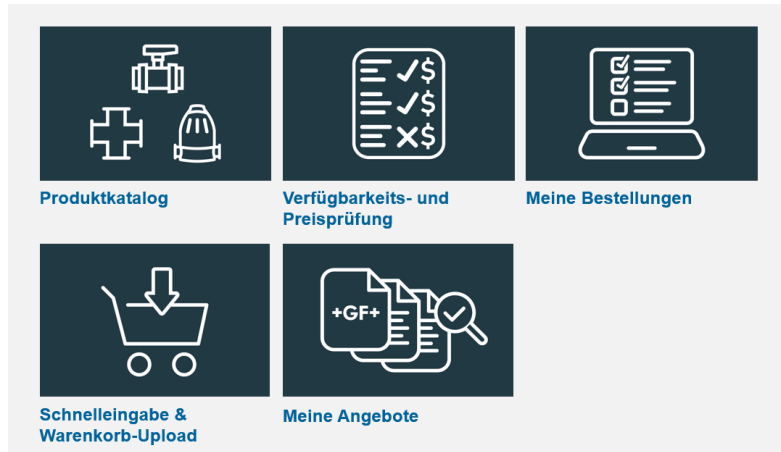 $
$
$
Produktkatalog
Verfügbarkeits- und
Preisprüfung
Meine Bestellungen
+GF+
Schnelleingabe &
Warenkorb-Upload
Meine Angebote